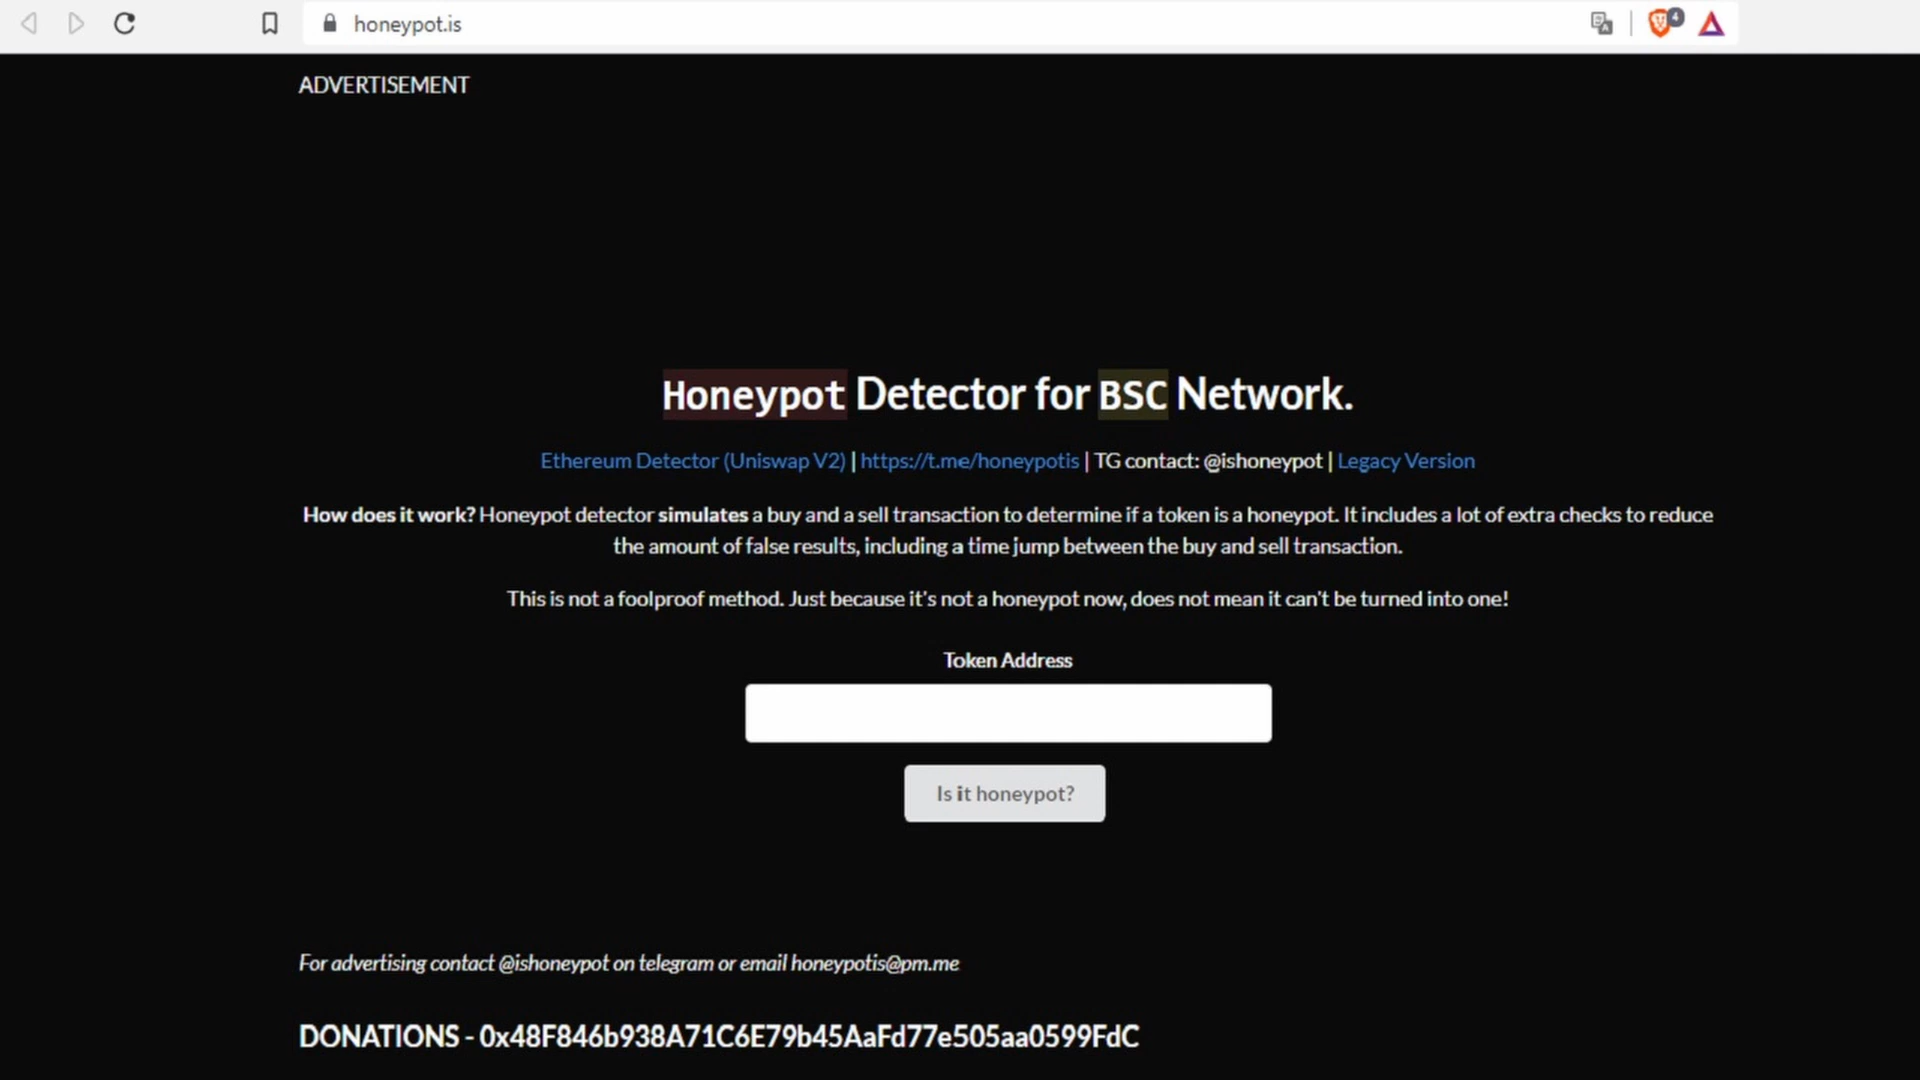 honeypot.is
4
ADVERTISEMENT
Honeypot Detector for BSC Network.
Ethereum Detector (Uniswap V2) | https://t.me/honeypotis | TG contact: @ishoneypot | Legacy Version
How does it work? Honeypot detector simulates a buy and a sell transaction to determine if a token is a honeypot. It includes a lot of extra checks to reduce
the amount of false results, including a time jump between the buy and sell transaction.
This is not a foolproof method. Just because it's not a honeypot now, does not mean it can't be turned into one!
Token Address
Is it honeypot?
For advertising contact @ishoneypot on telegram or email honeypotis@pm.me
DONATIONS - 0x48F846b938A71C6E79b45AaFd77e505aa0599FdC